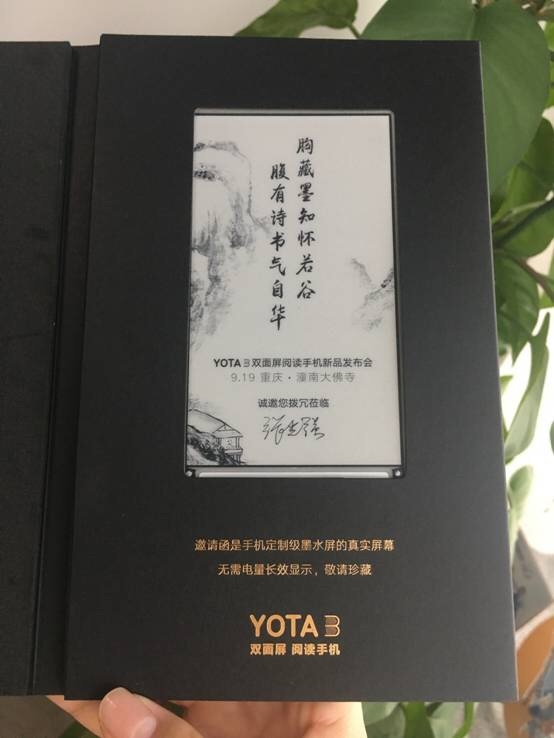 胸藏墨知怀若谷
腹有诗书气自华
YOTA 3 双面屏阅读手机新品发布会
9.19 重庆·潼南大佛寺
诚邀您拨冗莅临
邀请函是手机定制级墨水屏的真实屏幕
无需电量长效显示，敬请珍藏
YOTA 3
双面屏 阅读手机